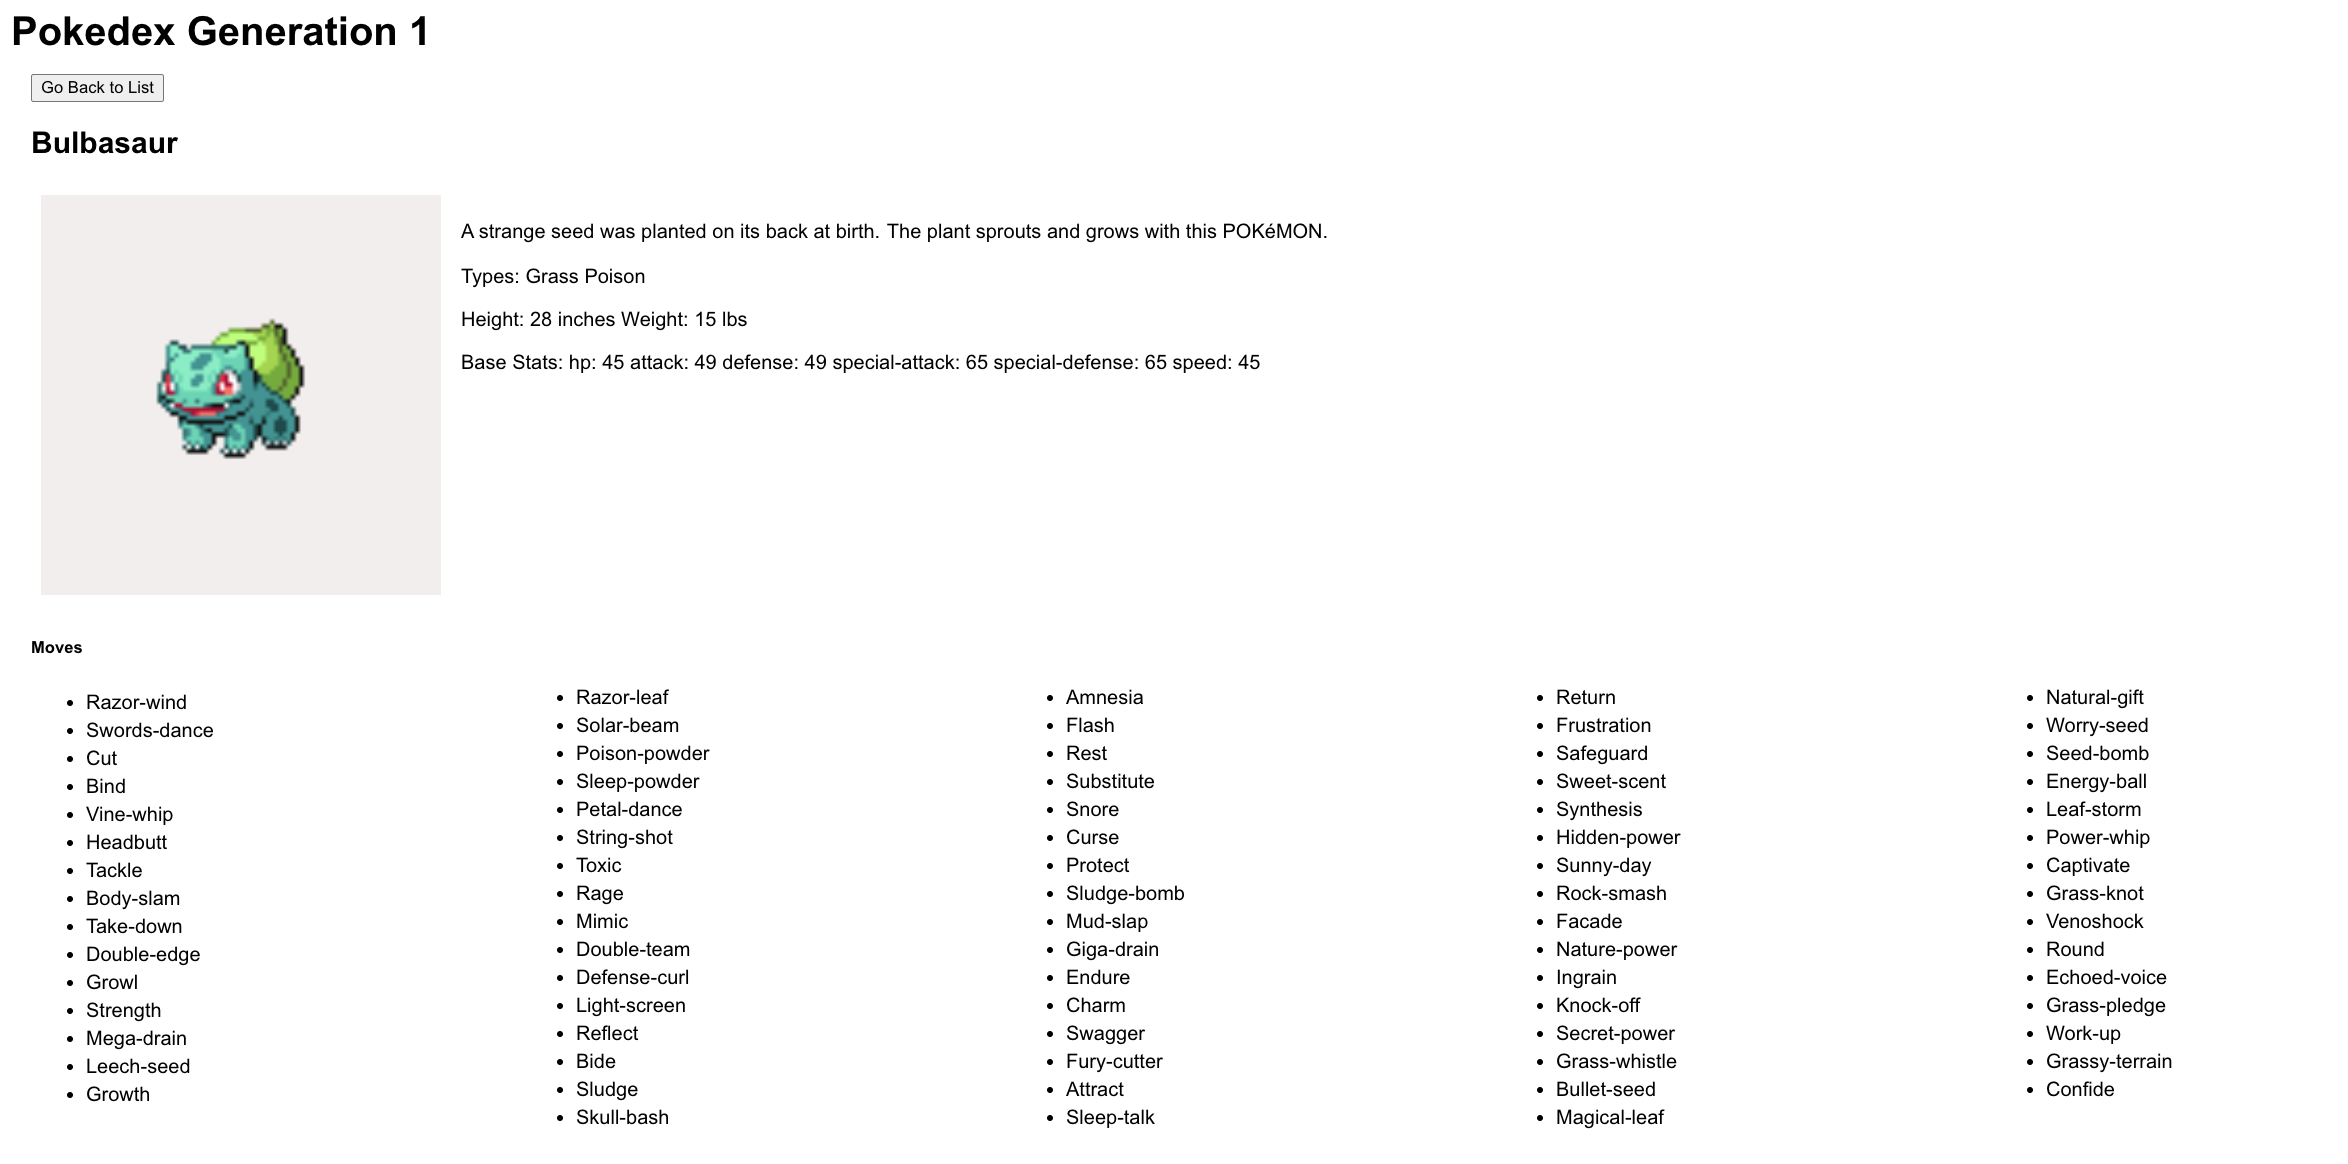 Pokedex Generation 1
Go Back to List
Bulbasaur
A strange seed was planted on its back at birth. The plant sprouts and grows with this POKéMON.
Types: Grass Poison
Height: 28 inches Weight: 15 lbs
Base Stats: hp: 45 attack: 49 defense: 49 special-attack: 65 special-defense: 65 speed: 45
Moves
Razor-wind
Swords-dance
Cut
Bind
Vine-whip
Headbutt
Tackle
Body-slam
Take-down
Double-edge
Growl
Strength
Mega-drain
Leech-seed
Growth
Razor-leaf
Solar-beam
Poison-powder
Sleep-powder
Petal-dance
String-shot
Toxic
Rage
Mimic
Double-team
Defense-curl
Light-screen
Reflect
Bide
Sludge
Skull-bash
Amnesia
Flash
Rest
Substitute
Snore
Curse
Protect
Sludge-bomb
Mud-slap
Giga-drain
Endure
Charm
Swagger
Fury-cutter
Attract
Sleep-talk
Return
Frustration
Safeguard
Sweet-scent
Synthesis
Hidden-power
Sunny-day
Rock-smash
Facade
Nature-power
Ingrain
Knock-off
Secret-power
Grass-whistle
Bullet-seed
Magical-leaf
Natural-gift
Worry-seed
Seed-bomb
Energy-ball
Leaf-storm
Power-whip
Captivate
Grass-knot
Venoshock
Round
Echoed-voice
Grass-pledge
Work-up
Grassy-terrain
Confide